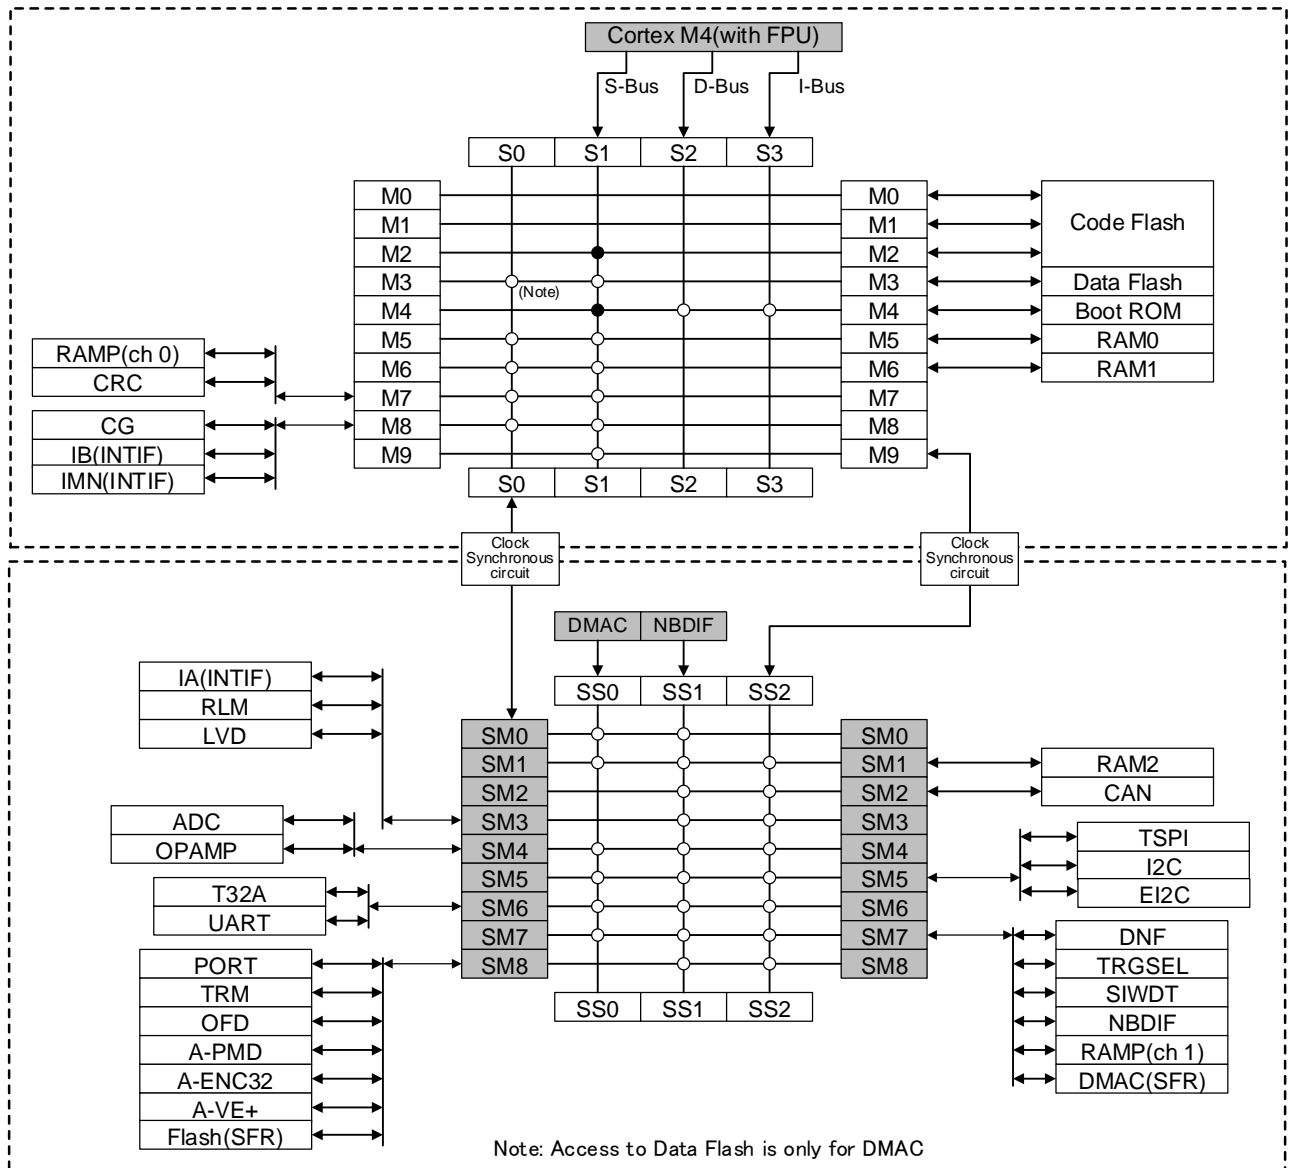 Cortex M4(with FPU)
S-Bus D-Bus I-Bus
S0 S1 S2 S3
M0 M0
M1 M1 Code Flash
M2 M2
M3 (Note) M3 Data Flash
M4 M4 Boot ROM
RAMP(ch 0) M5 M5 RAM0
CRC M6 M6 RAM1
M7 M7
CG M8 M8
IB(INTIF) M9 M9
IMN(INTIF) S0 S1 S2 S3
Clock Clock
Synchronous Synchronous
circuit circuit
DMAC NBDIF
IA(INTIF) SS0 SS1 SS2
RLM
LVD SM0 SM0
SM1 SM1 RAM2
SM2 SM2 CAN
ADC SM3 SM3
OPAMP SM4 SM4 TSPI
SM5 SM5 I2C
T32A EI2C
UART SM6 SM6
SM7 SM7 DNF
PORT SM8 SM8 TRGSEL
TRM SIWDT
OFD SS0 SS1 SS2 NBDIF
A-PMD RAMP(ch 1)
A-ENC32 DMAC(SFR)
A-VE+
Flash(SFR)
Note: Access to Data Flash is only for DMAC